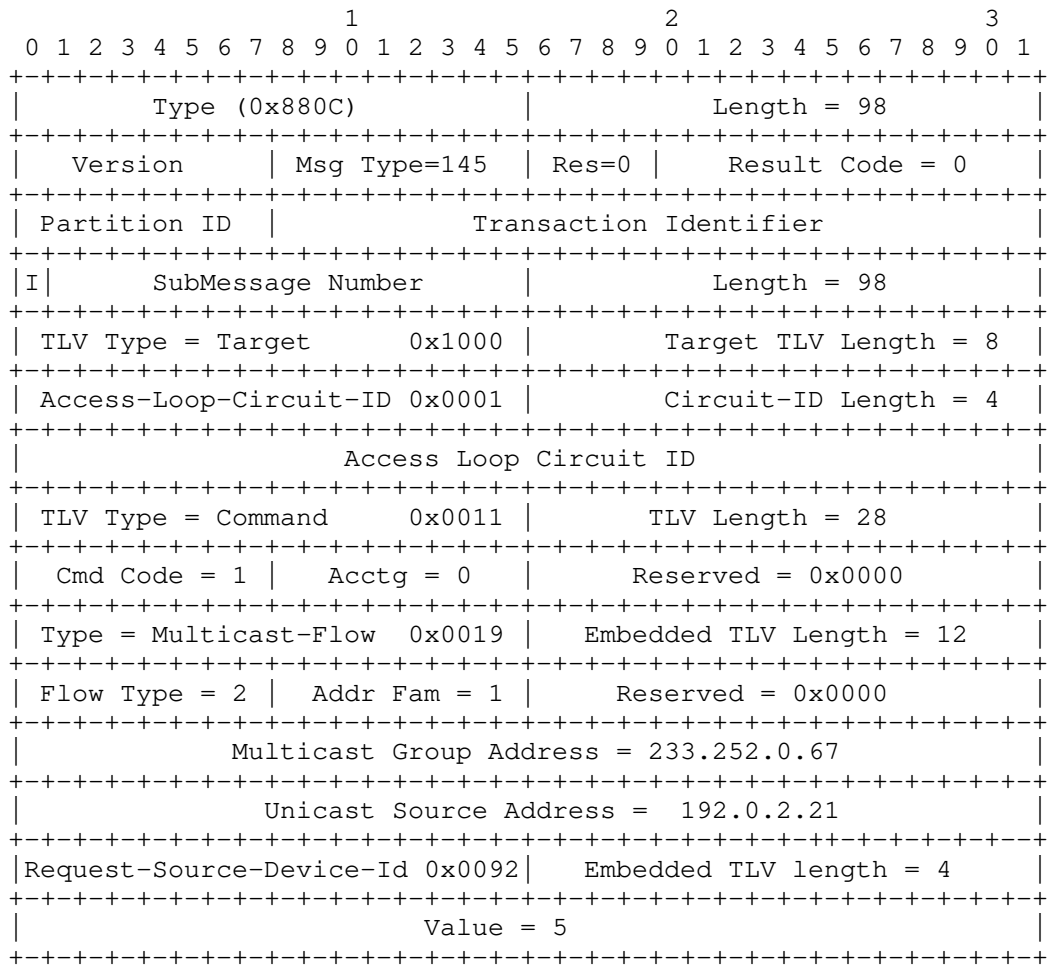 1                   2                   3
 0 1 2 3 4 5 6 7 8 9 0 1 2 3 4 5 6 7 8 9 0 1 2 3 4 5 6 7 8 9 0 1
+-+-+-+-+-+-+-+-+-+-+-+-+-+-+-+-+-+-+-+-+-+-+-+-+-+-+-+-+-+-+-+-+
|        Type (0x880C)          |           Length = 98         |
+-+-+-+-+-+-+-+-+-+-+-+-+-+-+-+-+-+-+-+-+-+-+-+-+-+-+-+-+-+-+-+-+
|   Version     | Msg Type=145  | Res=0 |    Result Code = 0    |
+-+-+-+-+-+-+-+-+-+-+-+-+-+-+-+-+-+-+-+-+-+-+-+-+-+-+-+-+-+-+-+-+
| Partition ID  |            Transaction Identifier             |
+-+-+-+-+-+-+-+-+-+-+-+-+-+-+-+-+-+-+-+-+-+-+-+-+-+-+-+-+-+-+-+-+
|I|      SubMessage Number      |           Length = 98         |
+-+-+-+-+-+-+-+-+-+-+-+-+-+-+-+-+-+-+-+-+-+-+-+-+-+-+-+-+-+-+-+-+
| TLV Type = Target      0x1000 |        Target TLV Length = 8  |
+-+-+-+-+-+-+-+-+-+-+-+-+-+-+-+-+-+-+-+-+-+-+-+-+-+-+-+-+-+-+-+-+
| Access-Loop-Circuit-ID 0x0001 |        Circuit-ID Length = 4  |
+-+-+-+-+-+-+-+-+-+-+-+-+-+-+-+-+-+-+-+-+-+-+-+-+-+-+-+-+-+-+-+-+
|                    Access Loop Circuit ID                     |
+-+-+-+-+-+-+-+-+-+-+-+-+-+-+-+-+-+-+-+-+-+-+-+-+-+-+-+-+-+-+-+-+
| TLV Type = Command     0x0011 |       TLV Length = 28         |
+-+-+-+-+-+-+-+-+-+-+-+-+-+-+-+-+-+-+-+-+-+-+-+-+-+-+-+-+-+-+-+-+
|  Cmd Code = 1 |   Acctg = 0   |      Reserved = 0x0000        |
+-+-+-+-+-+-+-+-+-+-+-+-+-+-+-+-+-+-+-+-+-+-+-+-+-+-+-+-+-+-+-+-+
| Type = Multicast-Flow  0x0019 |   Embedded TLV Length = 12    |
+-+-+-+-+-+-+-+-+-+-+-+-+-+-+-+-+-+-+-+-+-+-+-+-+-+-+-+-+-+-+-+-+
| Flow Type = 2 |  Addr Fam = 1 |     Reserved = 0x0000         |
+-+-+-+-+-+-+-+-+-+-+-+-+-+-+-+-+-+-+-+-+-+-+-+-+-+-+-+-+-+-+-+-+
|             Multicast Group Address = 233.252.0.67            |
+-+-+-+-+-+-+-+-+-+-+-+-+-+-+-+-+-+-+-+-+-+-+-+-+-+-+-+-+-+-+-+-+
|               Unicast Source Address =  192.0.2.21            |
+-+-+-+-+-+-+-+-+-+-+-+-+-+-+-+-+-+-+-+-+-+-+-+-+-++-+-+-+-+-+--+
|Request-Source-Device-Id 0x0092|   Embedded TLV length = 4     |
+-+-+-+-+-+-+-+-+-+-+-+-+-+-+-+-+-+-+-+-+-+-+-+-+-+-+-+-+-+-+-+-+
|                         Value = 5                             |
+-+-+-+-+-+-+-+-+-+-+-+-+-+-+-+-+-+-+-+-+-+-+-+-+-+-+-+-+-+-+-+-+